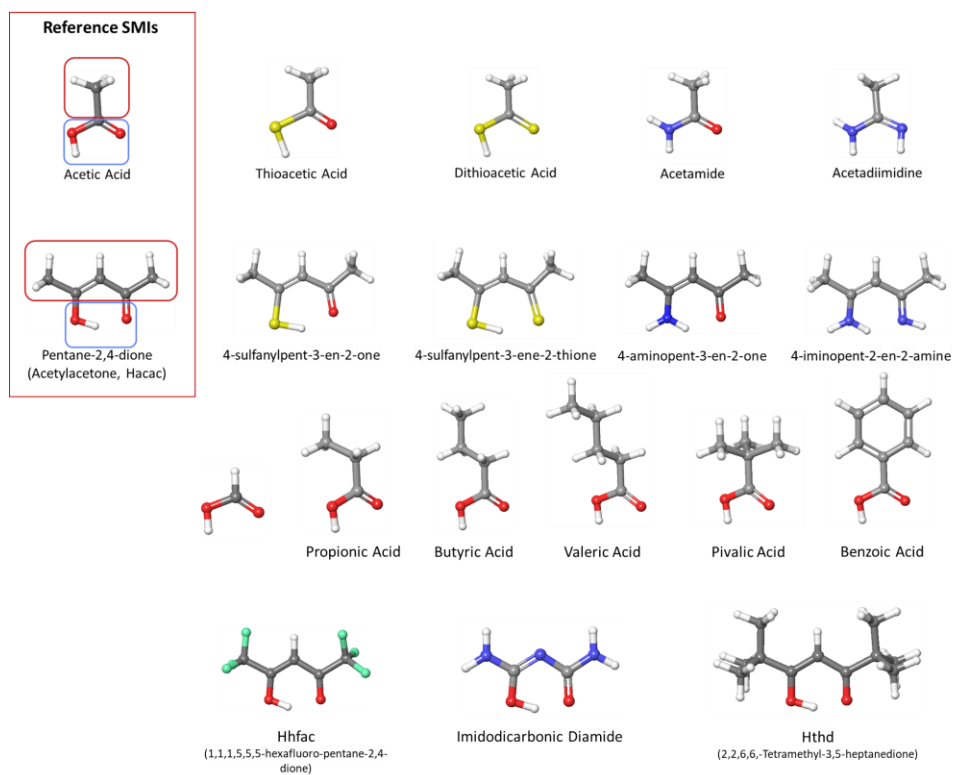 Reference SMIs
Acetic Acid
Thioacetic Acid
Dithioacetic Acid
Acetamide
Acetadiimidine
Pentane-2,4-dione
(Acetylacetone, Hacac)
4-sulfanylpent-3-en-2-one
4-sulfanylpent-3-ene-2-thione
4-aminopent-3-en-2-one
4-iminopent-2-en-2-amine
Propionic Acid
Butyric Acid
Valeric Acid
Pivalic Acid
Benzoic Acid
Hhfac
(1,1,1,5,5,5-hexafluoro-pentane-2,4-
dione)
Imidodicarbonic Diamide
Hthd
(2,2,6,6,-Tetramethyl-3,5-heptanedione)